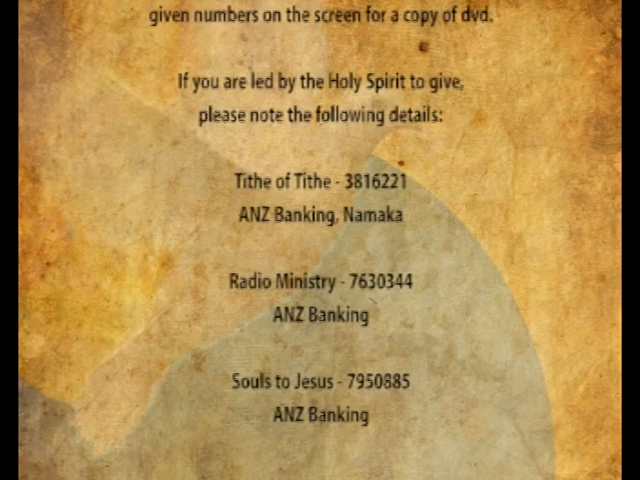 given numbers on the screen for a copy of dvd.
If you are led by the Holy Spirit to give,
please note the following details:
Tithe of Tithe - 3816221
ANZ Banking, Namaka
Radio Ministry - 7630344
ANZ Banking
Souls to Jesus - 7950885
ANZ Banking